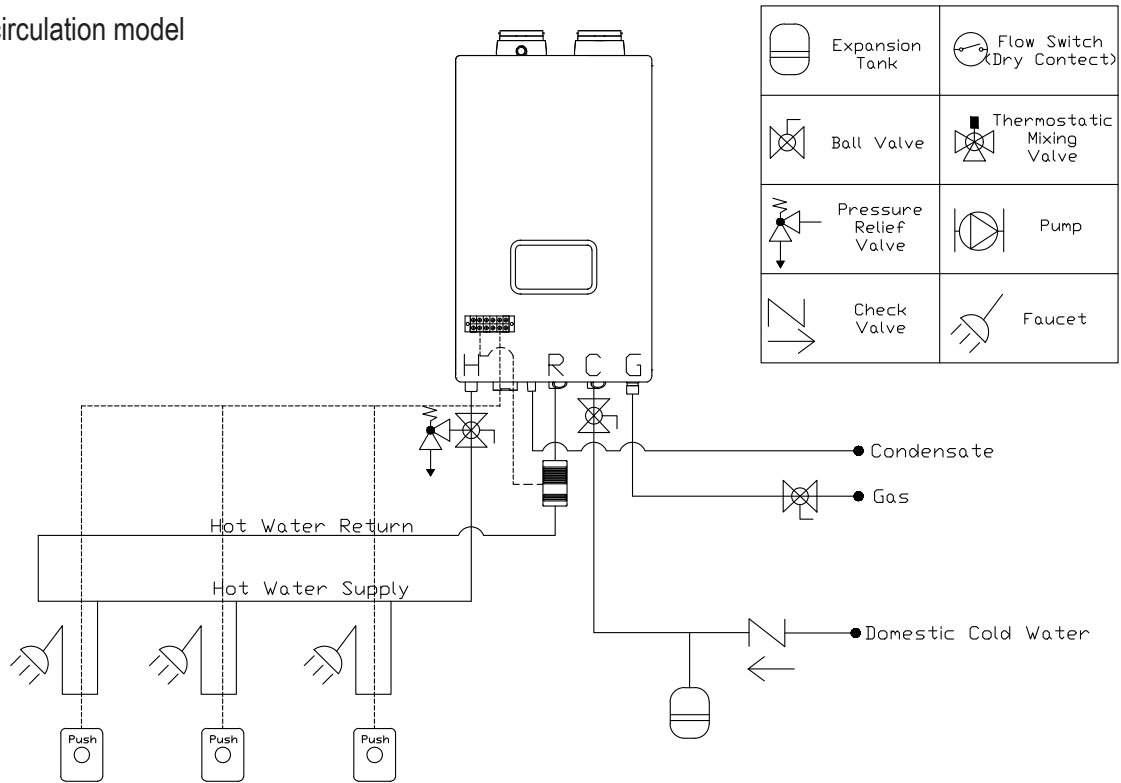 circulation model
Expansion
Tank
Flow Switch
(Dry Contect)
Ball Valve
Thermostatic
Mixing
Valve
Pressure
Relief
Valve
Pump
Check
Valve
Faucet
H R C G
Condensate
Gas
Hot Water Return
Hot Water Supply
Domestic Cold Water
Push Push Push